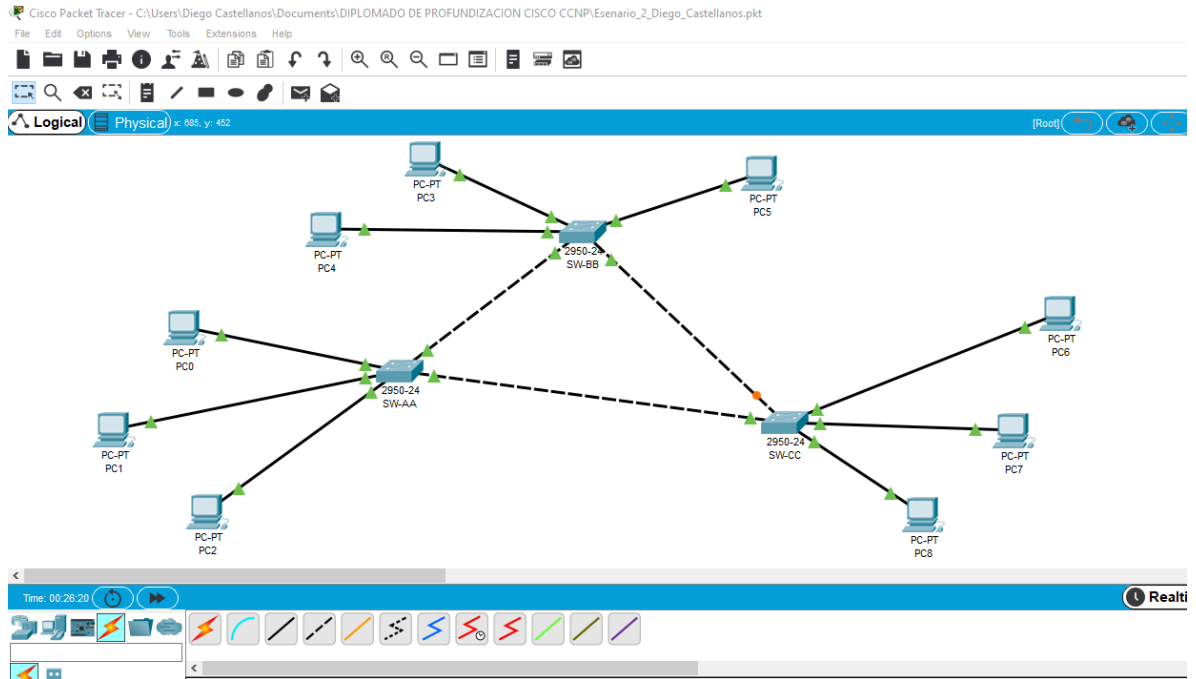 Cisco Packet Tracer - C:\Users\Diego Castellanos\Documents\DIPLOMADO DE PROFUNDIZACION CISCO CCNP\Esenario_2_Diego_Castellanos.pkt
File Edit Options View Tools Extensions Help
Logical Physical x: 685, y: 452 [Root]
PC-PT
PC3
PC-PT
PC5
PC-PT
PC4
2950-24
SW-BB
PC-PT
PC0
PC-PT
PC6
2950-24
SW-AA
PC-PT
PC1
2950-24
SW-CC
PC-PT
PC7
PC-PT
PC2
PC-PT
PC8
Time: 00:26:20 Realti